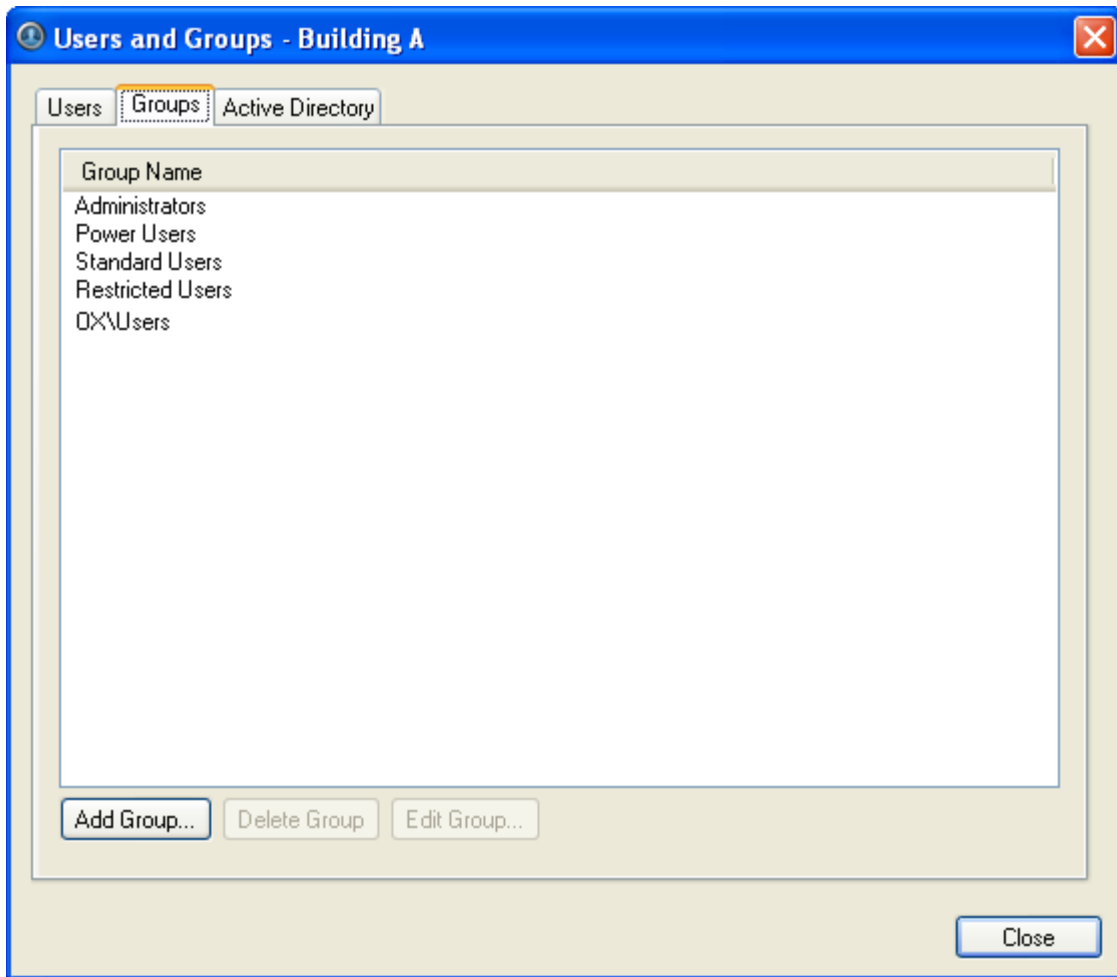 Users and Groups - Building A
Users Groups Active Directory
Group Name
Administrators
Power Users
Standard Users
Restricted Users
OX\Users
Add Group... Delete Group Edit Group...
Close